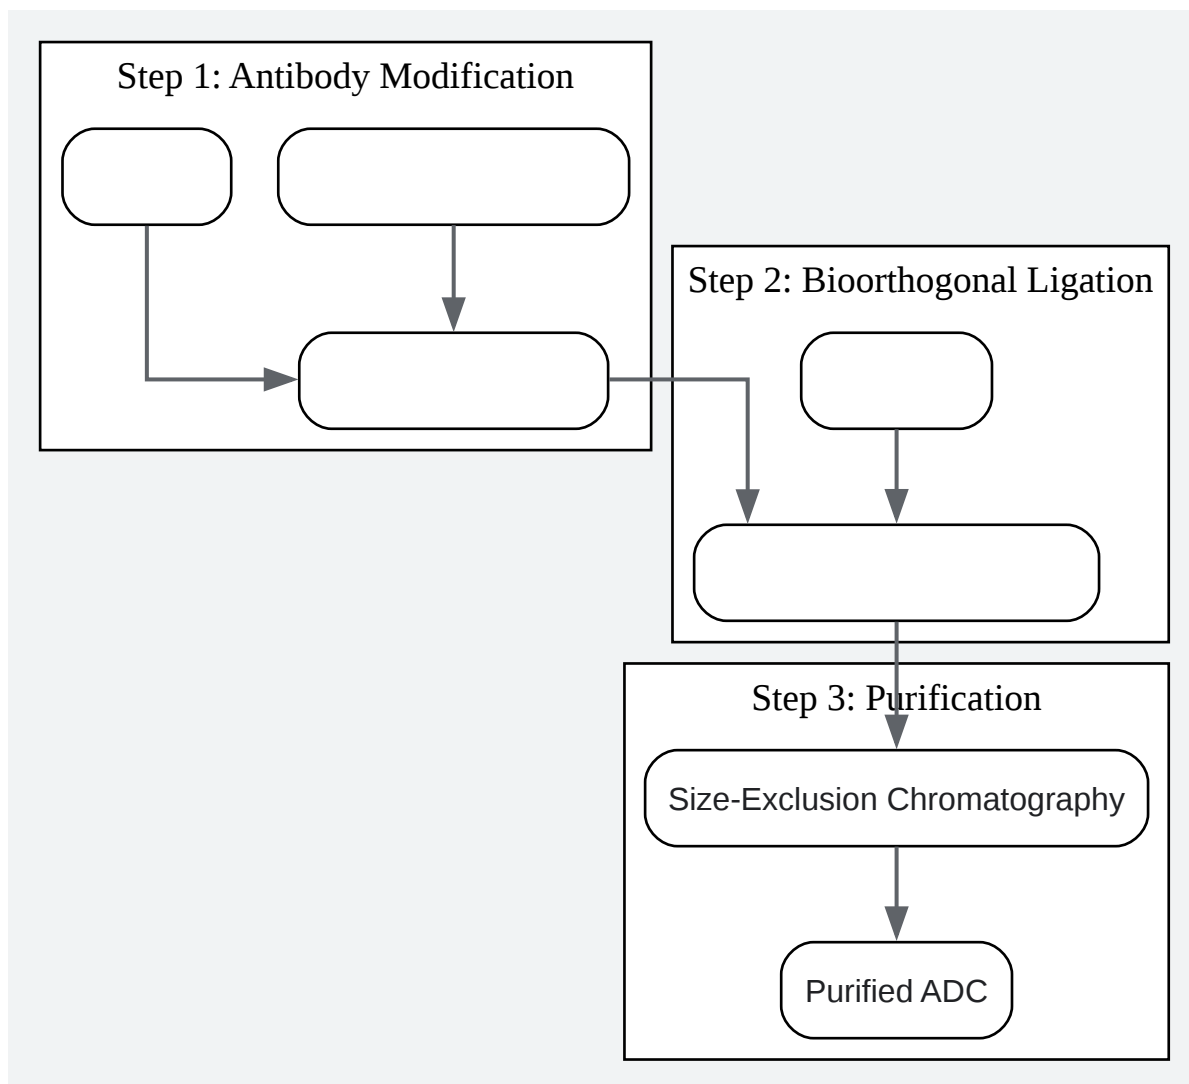 Step 1: Antibody Modification
Step 2: Bioorthogonal Ligation
Step 3: Purification
Size-Exclusion Chromatography
Purified ADC